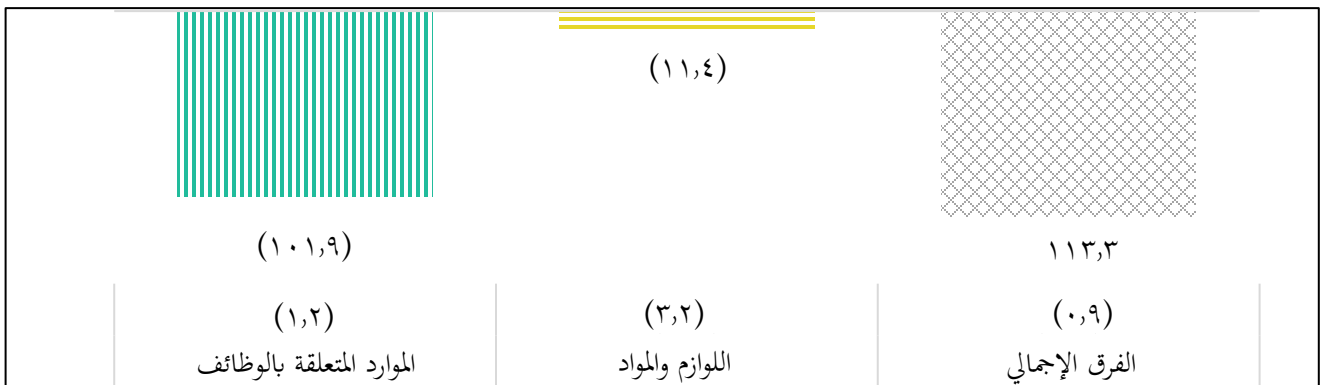 (١١,٤)
١١٣,٣
(١٠١,٩)
(٠,٩)
(٣,٢)
(١,٢)
الفرق الإجمالي
اللوازم والمواد
الموارد المتعلقة بالوظائف